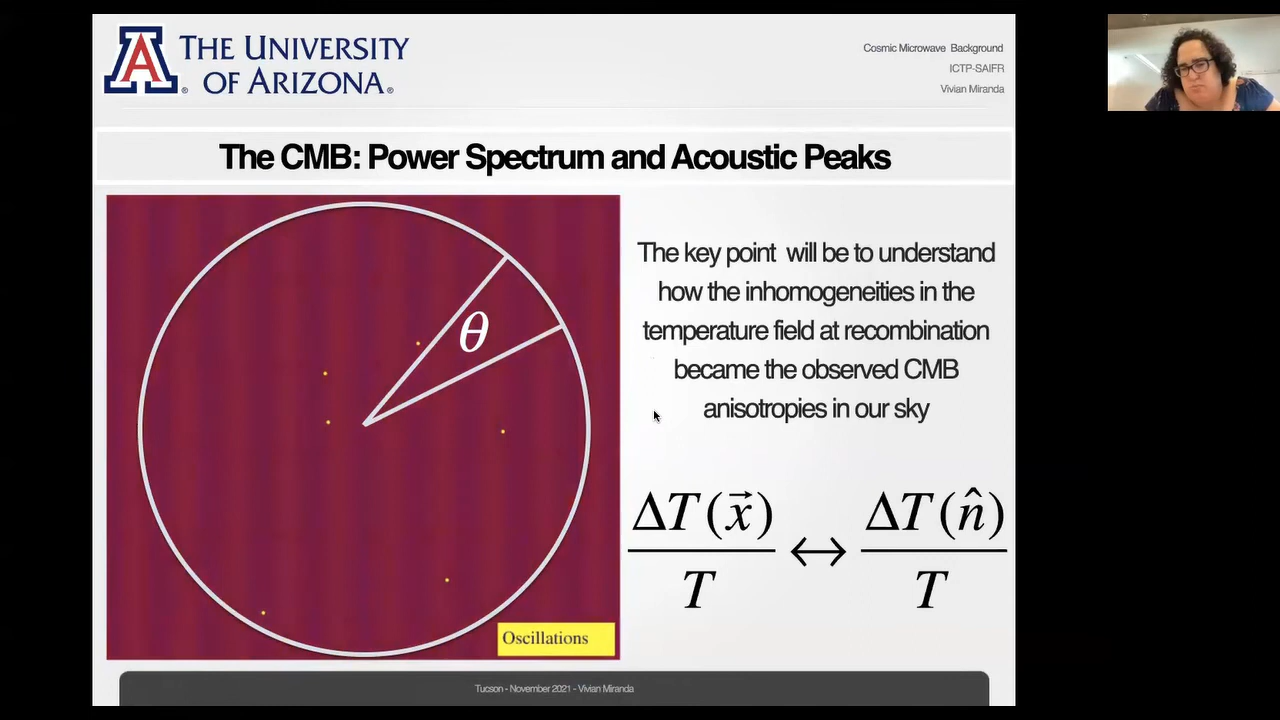 THE UNIVERSITY
OF ARIZONA.
A
Cosmic Microwave Background
ICTP-SAIFR
Vivian Miranda
The CMB: Power Spectrum and Acoustic Peaks
θ
Oscillations
The key point will be to understand
how the inhomogeneities in the
temperature field at recombination
became the observed CMB
anisotropies in our sky
ΔT(x⃗)/T ↔ ΔT(n̂)/T
Tucson - November 2021 - Vivian Miranda